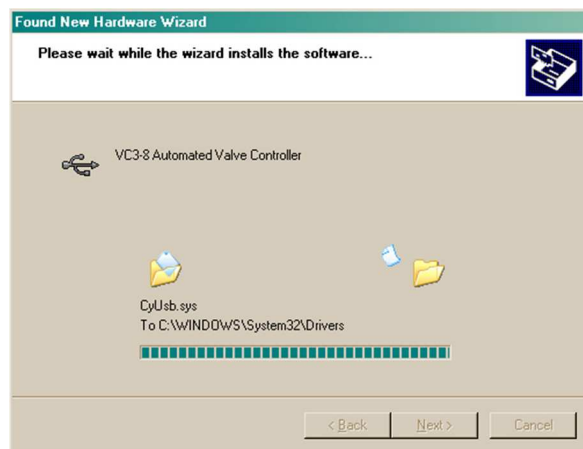 Found New Hardware Wizard
Please wait while the wizard installs the software...
VC3-8 Automated Valve Controller
CyUsb.sys
To C:\WINDOWS\System32\Drivers
< Back Next > Cancel